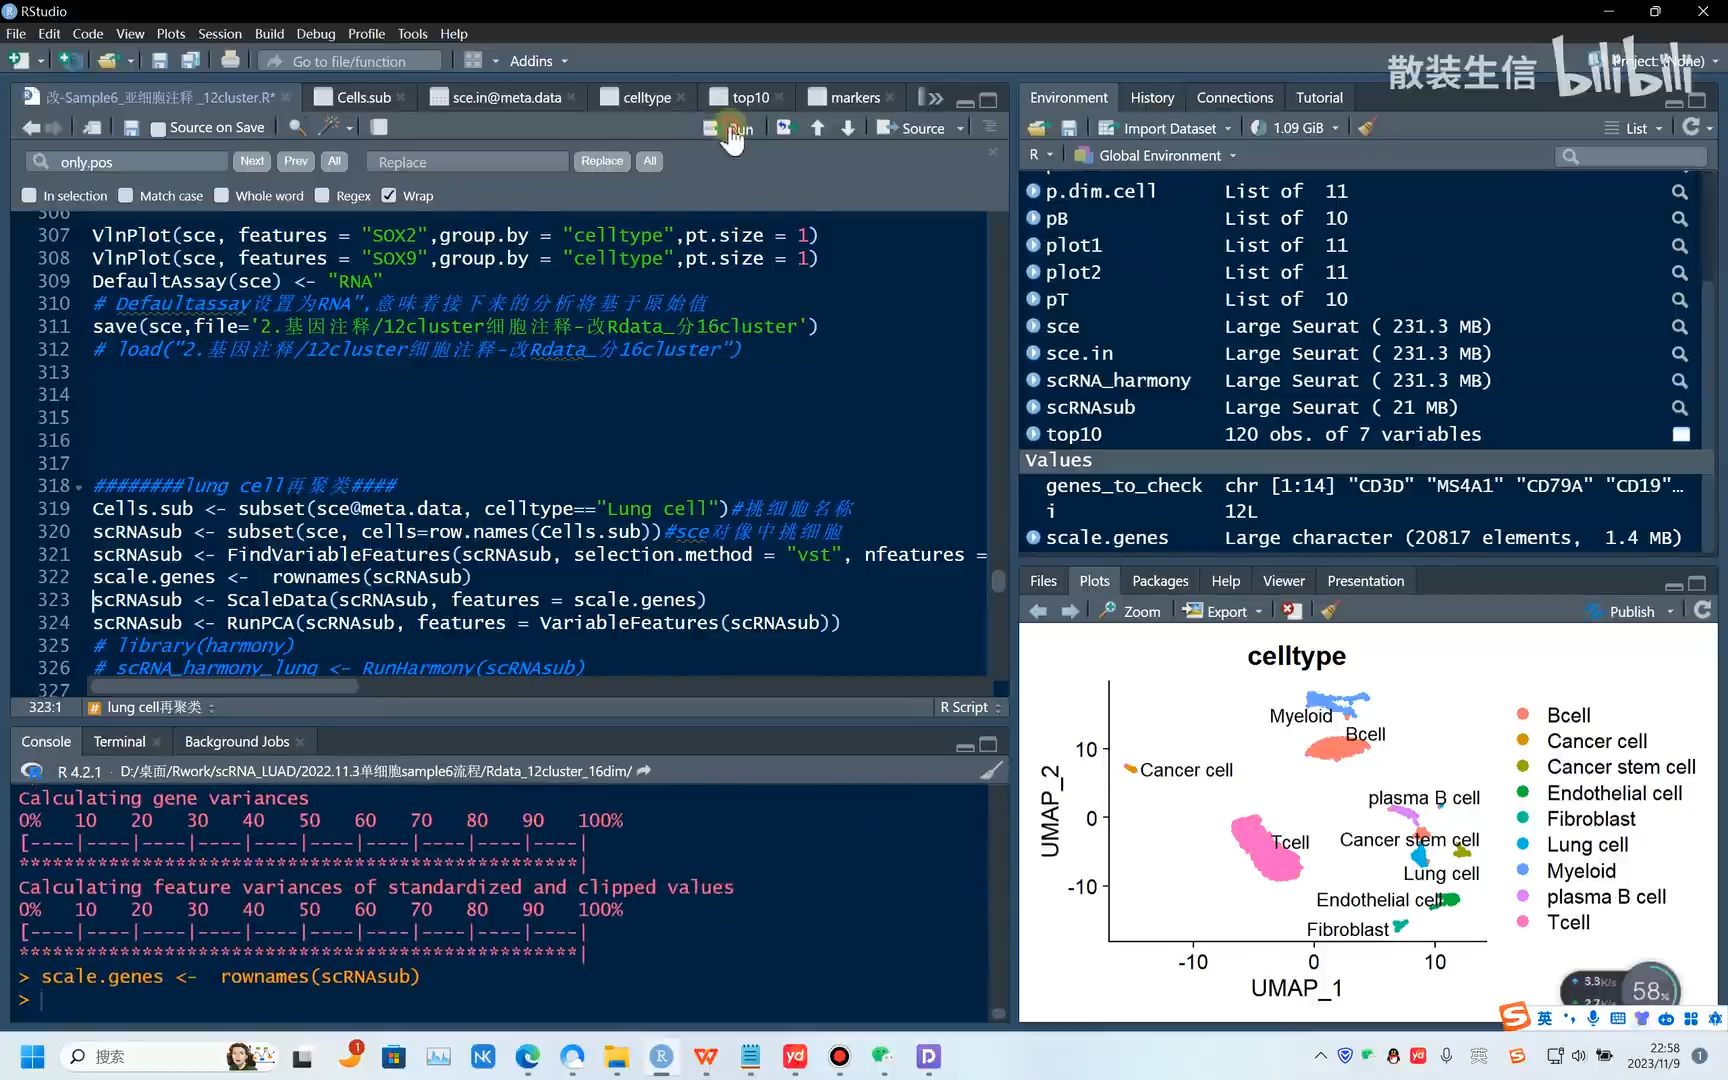 RStudio
File Edit Code View Plots Session Build Debug Profile Tools Help
Go to file/function Addins
散装生信 bilibili
改-Sample6_亚细胞注释 _12cluster.R* Cells.sub sce.in@meta.data celltype top10 markers
Source on Save Run Source
only.pos Next Prev All Replace Replace All
In selection Match case Whole word Regex Wrap
306
307 VlnPlot(sce, features = "SOX2",group.by = "celltype",pt.size = 1)
308 VlnPlot(sce, features = "SOX9",group.by = "celltype",pt.size = 1)
309 DefaultAssay(sce) <- "RNA"
310 # Defaultassay设置为RNA",意味着接下来的分析将基于原始值
311 save(sce,file='2.基因注释/12cluster细胞注释-改Rdata_分16cluster')
312 # load("2.基因注释/12cluster细胞注释-改Rdata_分16cluster")
313
314
315
316
317
318 ########lung cell再聚类####
319 Cells.sub <- subset(sce@meta.data, celltype=="Lung cell")#挑细胞名称
320 scRNAsub <- subset(sce, cells=row.names(Cells.sub))#sce对像中挑细胞
321 scRNAsub <- FindVariableFeatures(scRNAsub, selection.method = "vst", nfeatures =
322 scale.genes <-  rownames(scRNAsub)
323 scRNAsub <- ScaleData(scRNAsub, features = scale.genes)
324 scRNAsub <- RunPCA(scRNAsub, features = VariableFeatures(scRNAsub))
325 # library(harmony)
326 # scRNA_harmony_lung <- RunHarmony(scRNAsub)
327
323:1 # lung cell再聚类 R Script
Console Terminal Background Jobs
R 4.2.1 · D:/桌面/Rwork/scRNA_LUAD/2022.11.3单细胞sample6流程/Rdata_12cluster_16dim/
Calculating gene variances
0%   10   20   30   40   50   60   70   80   90   100%
[----|----|----|----|----|----|----|----|----|----|
**************************************************|
Calculating feature variances of standardized and clipped values
0%   10   20   30   40   50   60   70   80   90   100%
[----|----|----|----|----|----|----|----|----|----|
**************************************************|
> scale.genes <-  rownames(scRNAsub)
>
Environment History Connections Tutorial
Import Dataset 1.09 GiB List
R Global Environment
p.dim.cell List of 11
pB List of 10
plot1 List of 11
plot2 List of 11
pT List of 10
sce Large Seurat ( 231.3 MB)
sce.in Large Seurat ( 231.3 MB)
scRNA_harmony Large Seurat ( 231.3 MB)
scRNAsub Large Seurat ( 21 MB)
top10 120 obs. of 7 variables
Values
genes_to_check chr [1:14] "CD3D" "MS4A1" "CD79A" "CD19"…
i 12L
scale.genes Large character (20817 elements, 1.4 MB)
Files Plots Packages Help Viewer Presentation
Zoom Export Publish
celltype
Myeloid
Bcell
Cancer cell
plasma B cell
Tcell
Cancer stem cell
Lung cell
Endothelial cell
Fibroblast
10
0
-10
UMAP_2
-10 0 10
UMAP_1
Bcell
Cancer cell
Cancer stem cell
Endothelial cell
Fibroblast
Lung cell
Myeloid
plasma B cell
Tcell
58%
英
搜索
1
英
22:58
2023/11/9
1